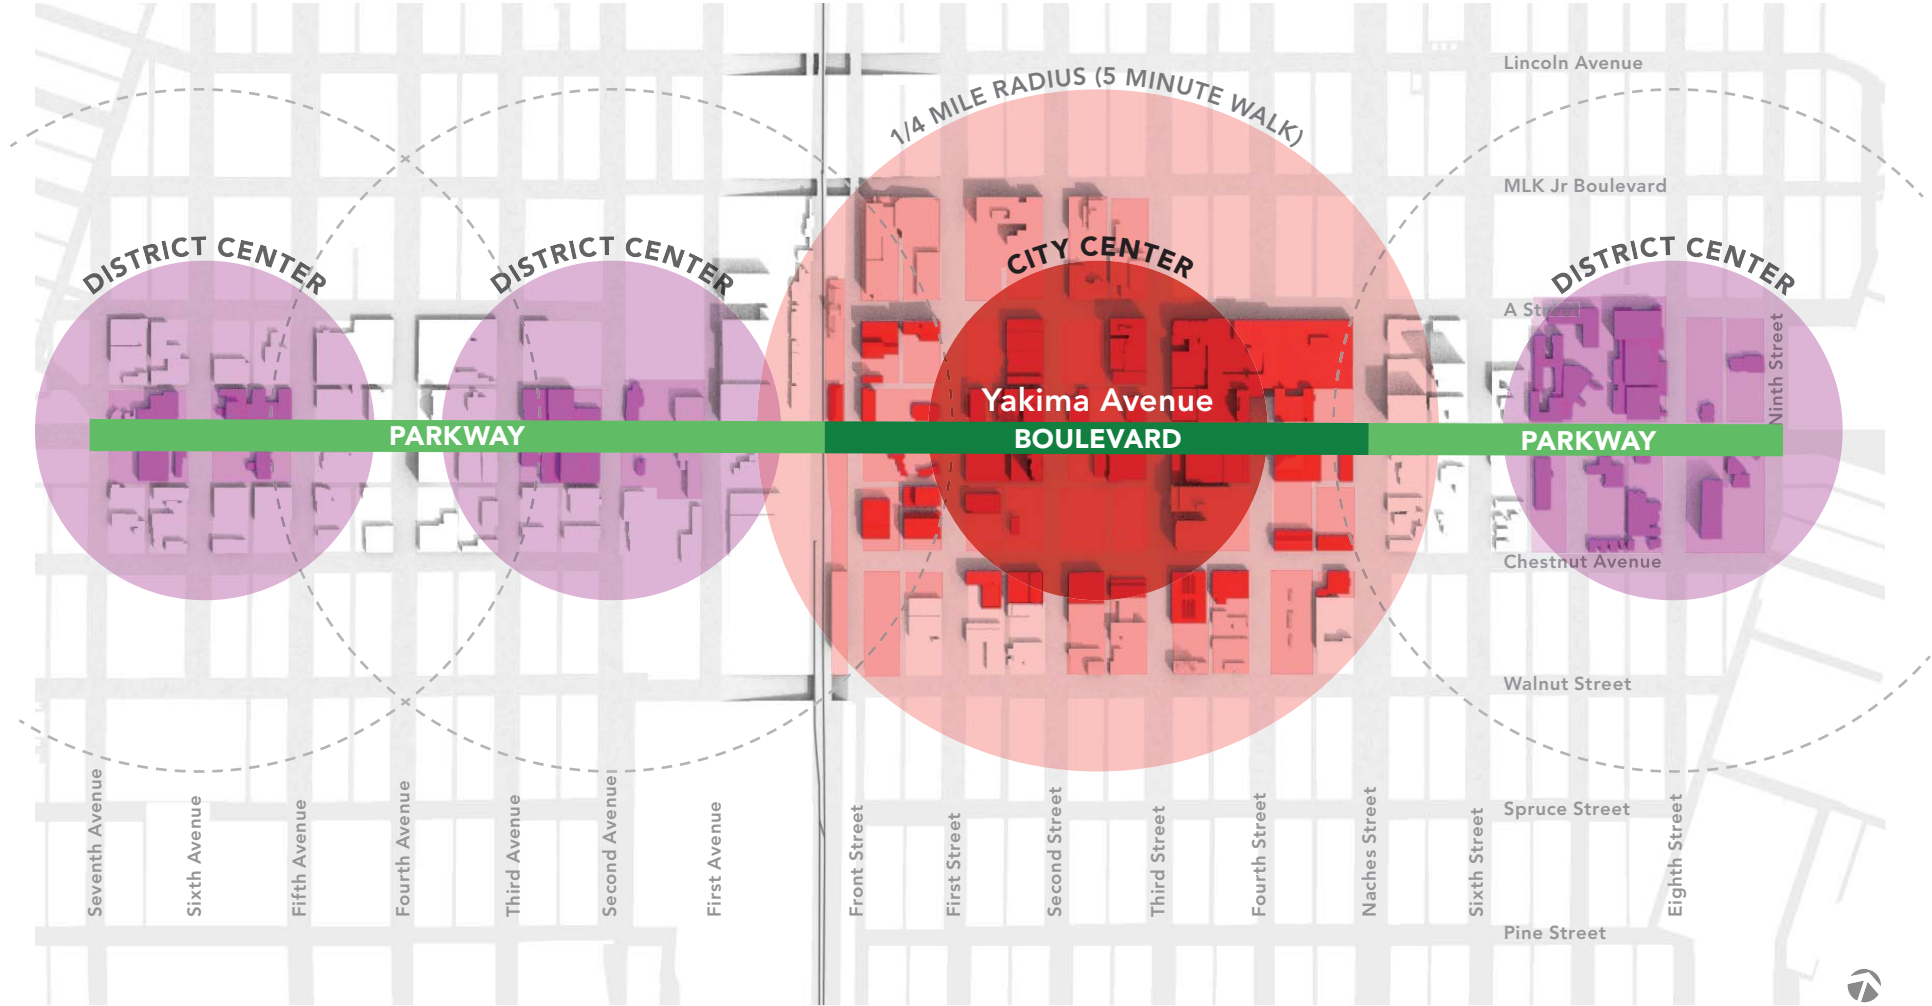 Lincoln Avenue
1/4 MILE RADIUS (5 MINUTE WALK)
MLK Jr Boulevard
DISTRICT CENTER
DISTRICT CENTER
CITY CENTER
DISTRICT CENTER
A Street
Ninth Street
Yakima Avenue
PARKWAY
BOULEVARD
PARKWAY
Chestnut Avenue
Walnut Street
Spruce Street
Seventh Avenue
Sixth Avenue
Fifth Avenue
Fourth Avenue
Third Avenue
Second Avenue
First Avenue
Front Street
First Street
Second Street
Third Street
Fourth Street
Naches Street
Sixth Street
Eighth Street
Pine Street